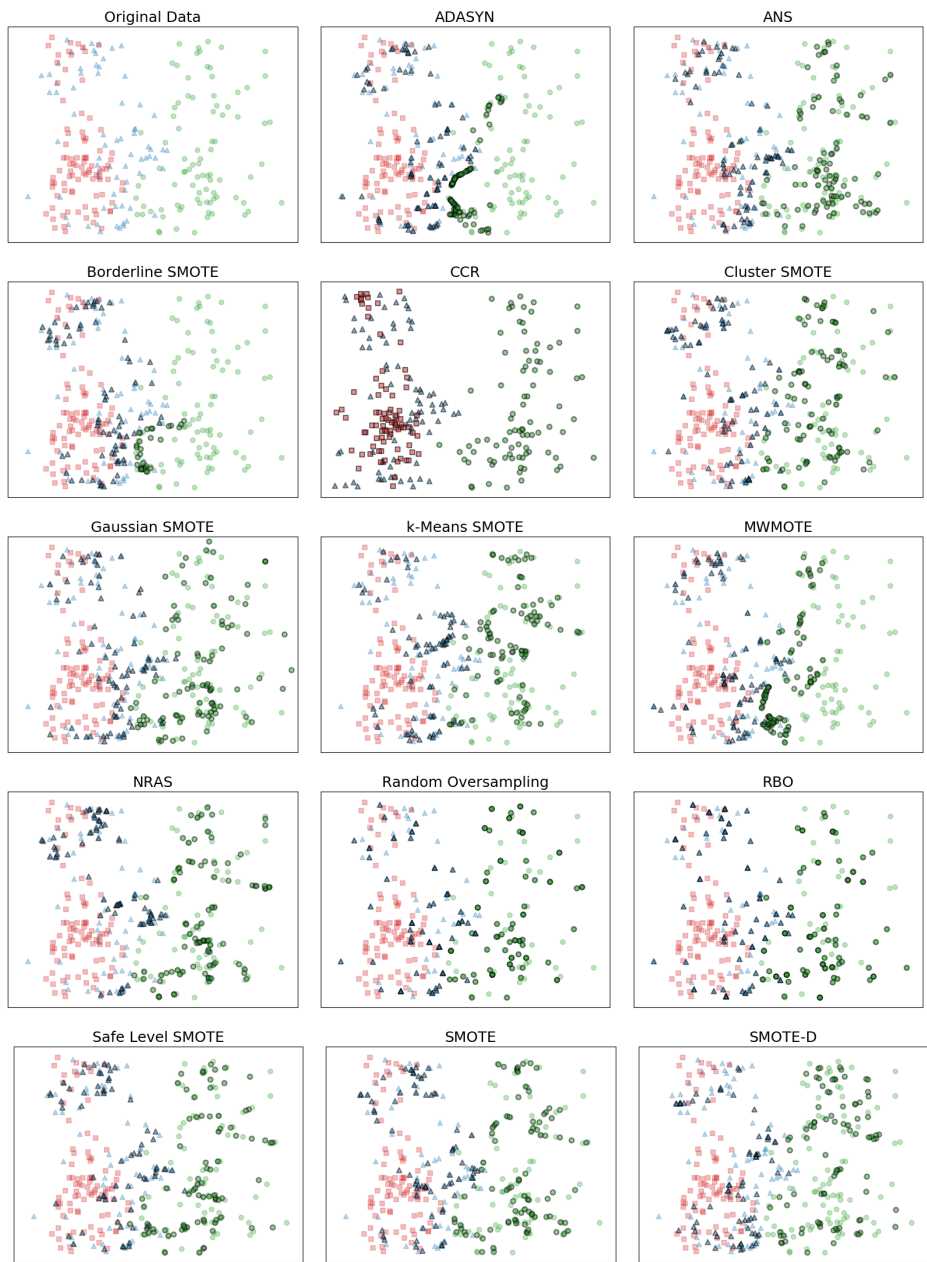 Original Data
ADASYN
ANS
Borderline SMOTE
CCR
Cluster SMOTE
Gaussian SMOTE
k-Means SMOTE
MWMOTE
NRAS
Random Oversampling
RBO
Safe Level SMOTE
SMOTE
SMOTE-D